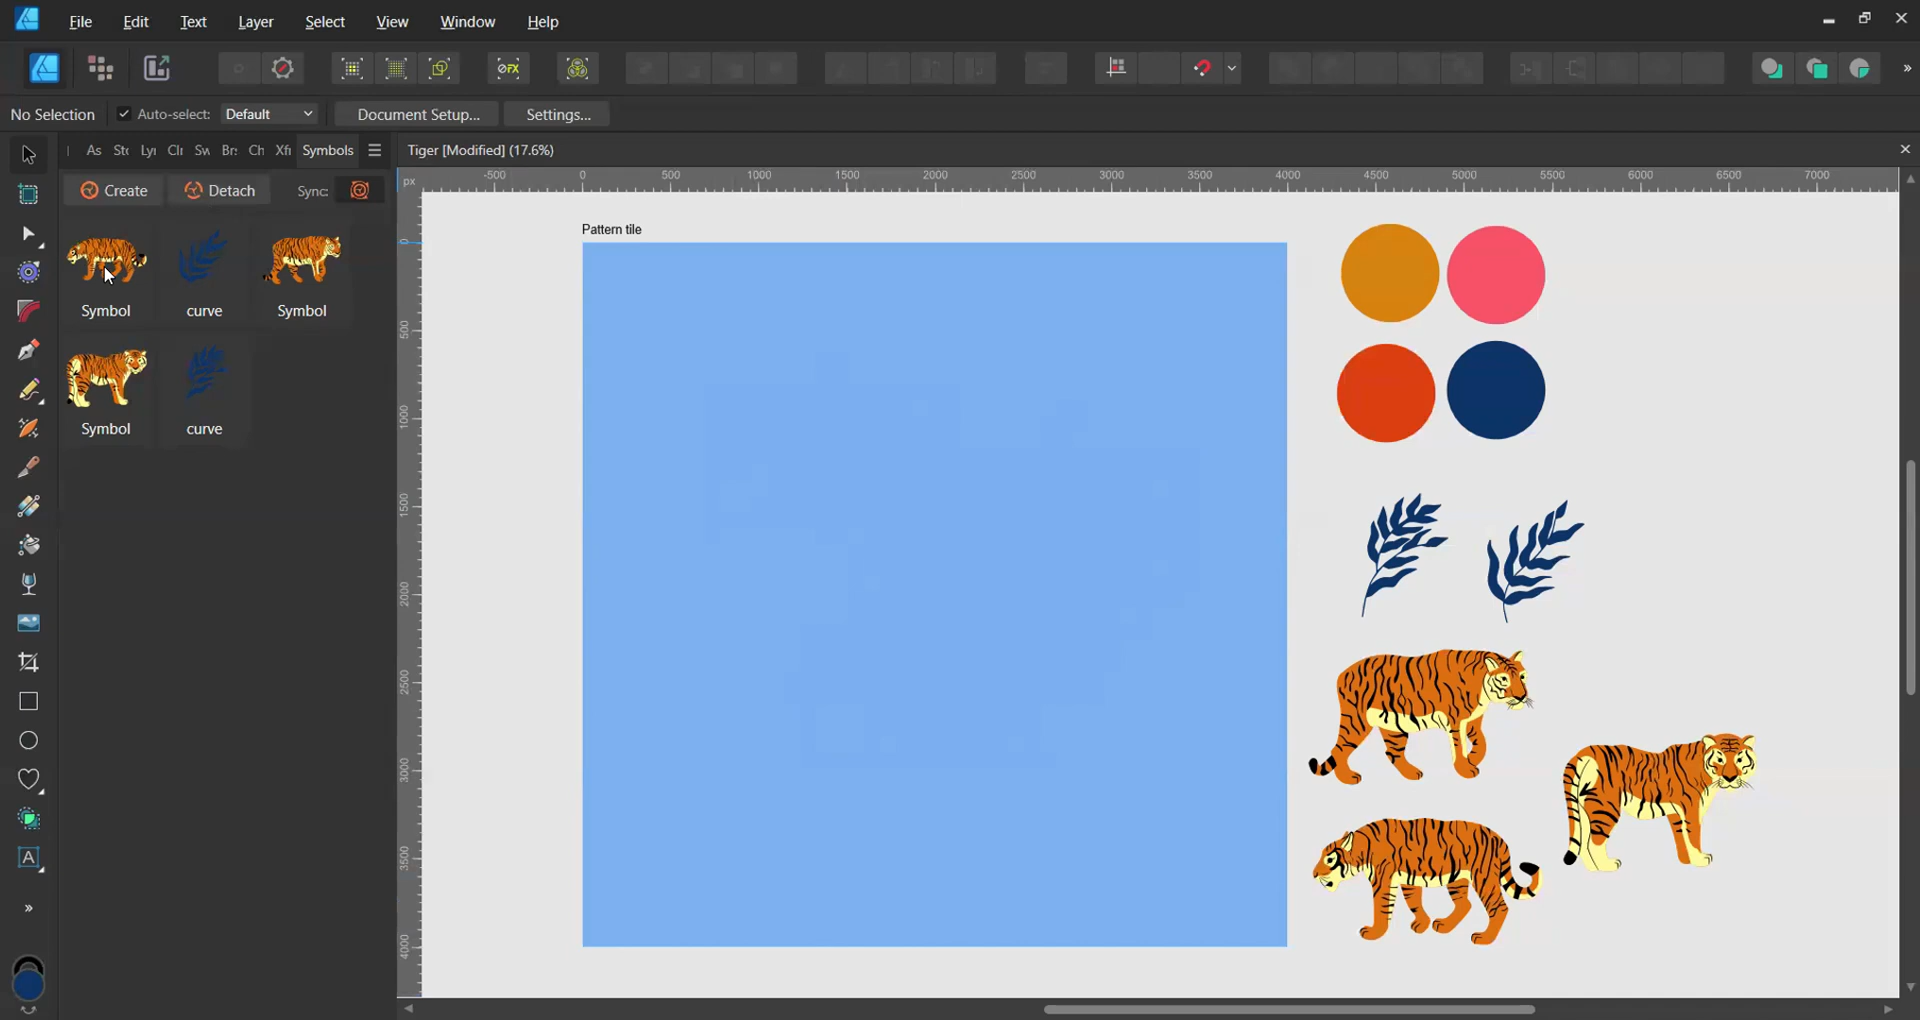 File Edit Text Layer Select View Window Help
No Selection Auto-select: Default Document Setup... Settings...
As Sto Lyr Clr Sw Br: Ch Xfi Symbols Tiger [Modified] (17.6%)
Create Detach Sync:
px -500 0 500 1000 1500 2000 2500 3000 3500 4000 4500 5000 5500 6000 6500 7000
Pattern tile
0
500
1000
1500
2000
2500
3000
3500
4000
Symbol curve Symbol
Symbol curve
FX
A